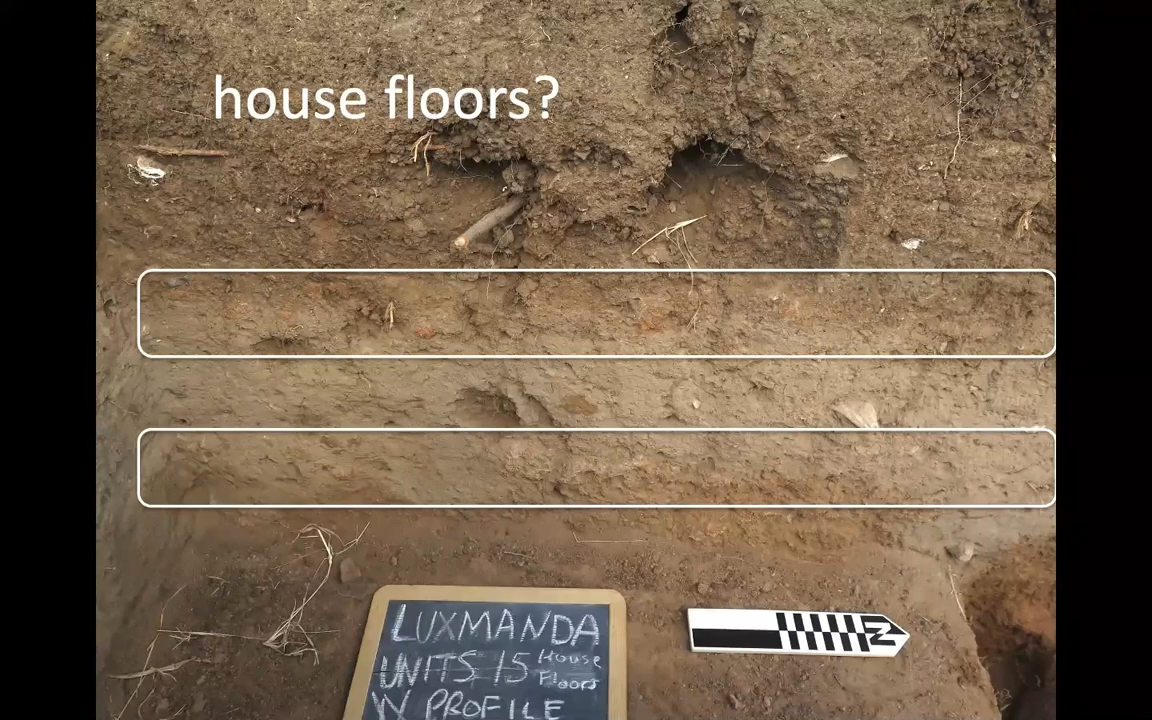 house floors?
LUXMANDA
UNITS 15 House
Floors
W PROFILE
N